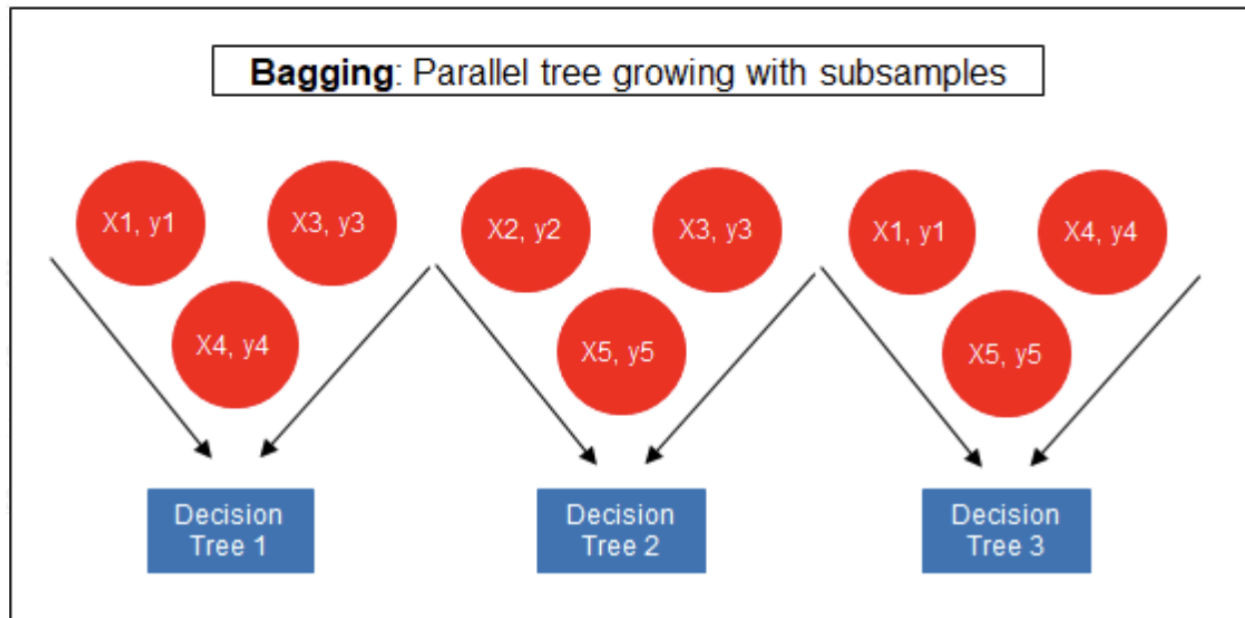 Bagging: Parallel tree growing with subsamples
X1, y1
X3, y3
X4, y4
X2, y2
X3, y3
X5, y5
X1, y1
X4, y4
X5, y5
Decision
Tree 1
Decision
Tree 2
Decision
Tree 3